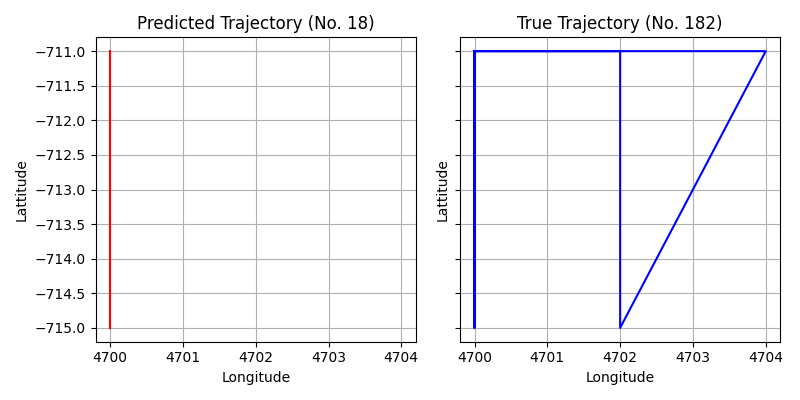 Predicted Trajectory (No. 18)
Lattitude
−711.0
−711.5
−712.0
−712.5
−713.0
−713.5
−714.0
−714.5
−715.0
4700 4701 4702 4703 4704
Longitude
True Trajectory (No. 182)
Lattitude
4700 4701 4702 4703 4704
Longitude